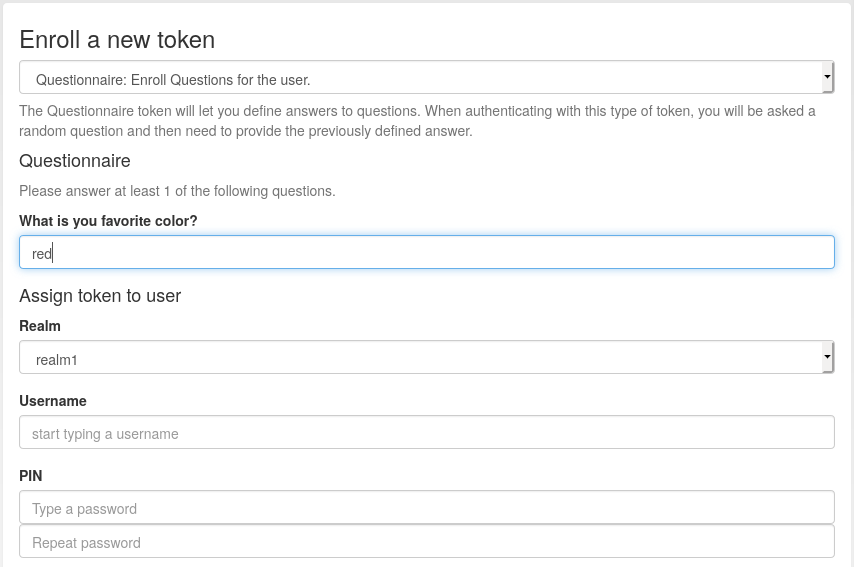 Enroll a new token
Questionnaire: Enroll Questions for the user.
The Questionnaire token will let you define answers to questions. When authenticating with this type of token, you will be asked a
random question and then need to provide the previously defined answer.
Questionnaire
Please answer at least 1 of the following questions.
What is you favorite color?
red
Assign token to user
Realm
realm1
Username
start typing a username
PIN
Type a password
Repeat password